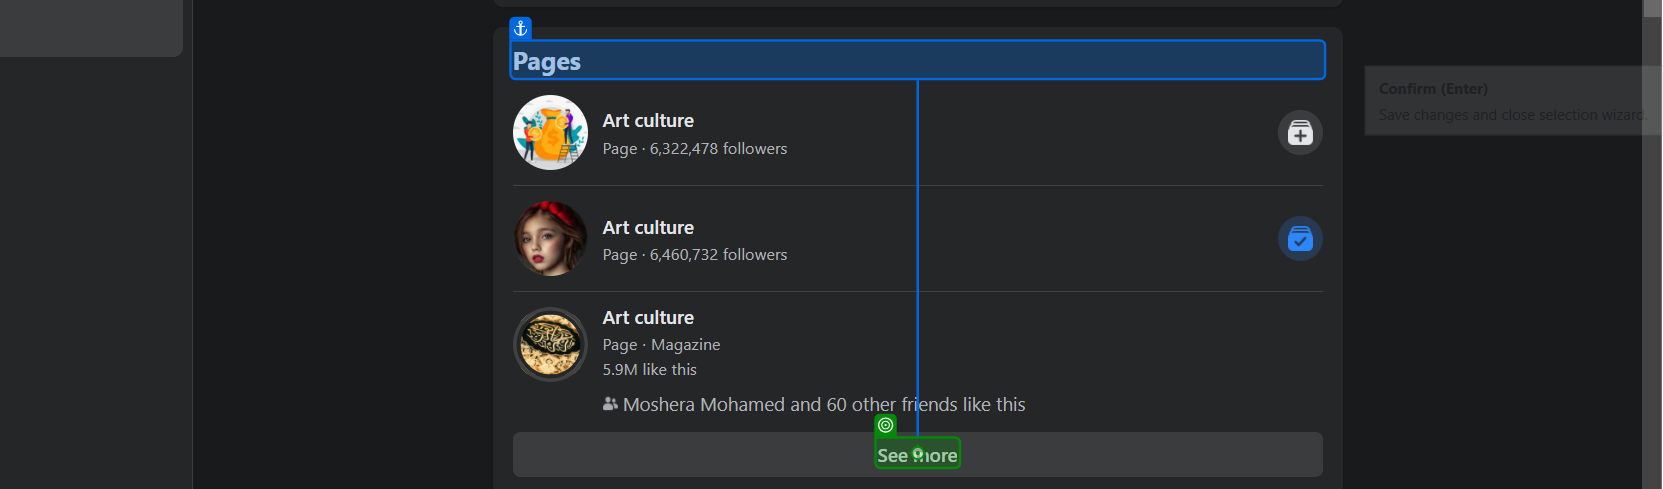 Pages
Art culture
Page · 6,322,478 followers
Confirm (Enter)
Save changes and close selection wizard.
Art culture
Page · 6,460,732 followers
Art culture
Page · Magazine
5.9M like this
Moshera Mohamed and 60 other friends like this
See more